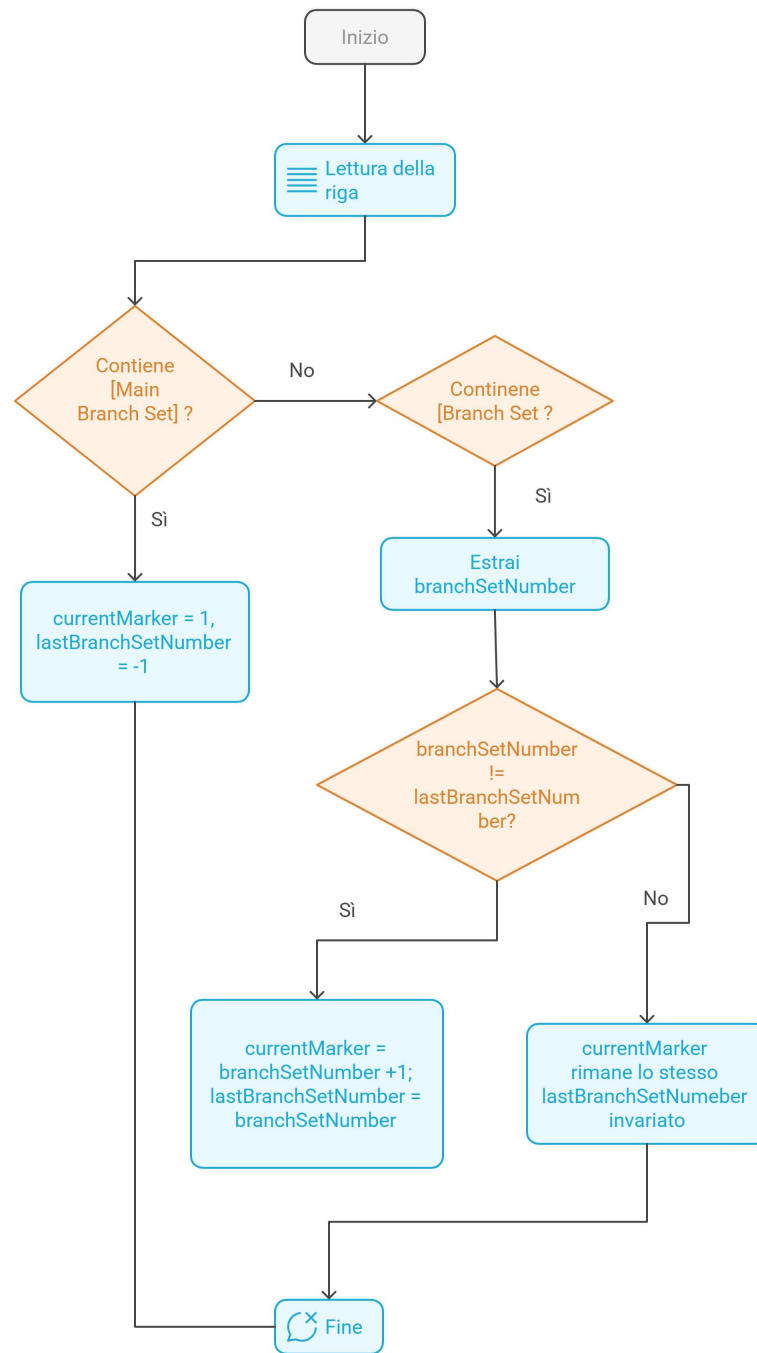 Inizio
Lettura della
riga
Contiene
[Main
Branch Set] ?
No
Continene
[Branch Set ?
Sì
Sì
Estrai
branchSetNumber
currentMarker = 1,
lastBranchSetNumber
= -1
branchSetNumber
!=
lastBranchSetNum
ber?
Sì
No
currentMarker =
branchSetNumber +1;
lastBranchSetNumber =
branchSetNumber
currentMarker
rimane lo stesso
lastBranchSetNumeber
invariato
Fine